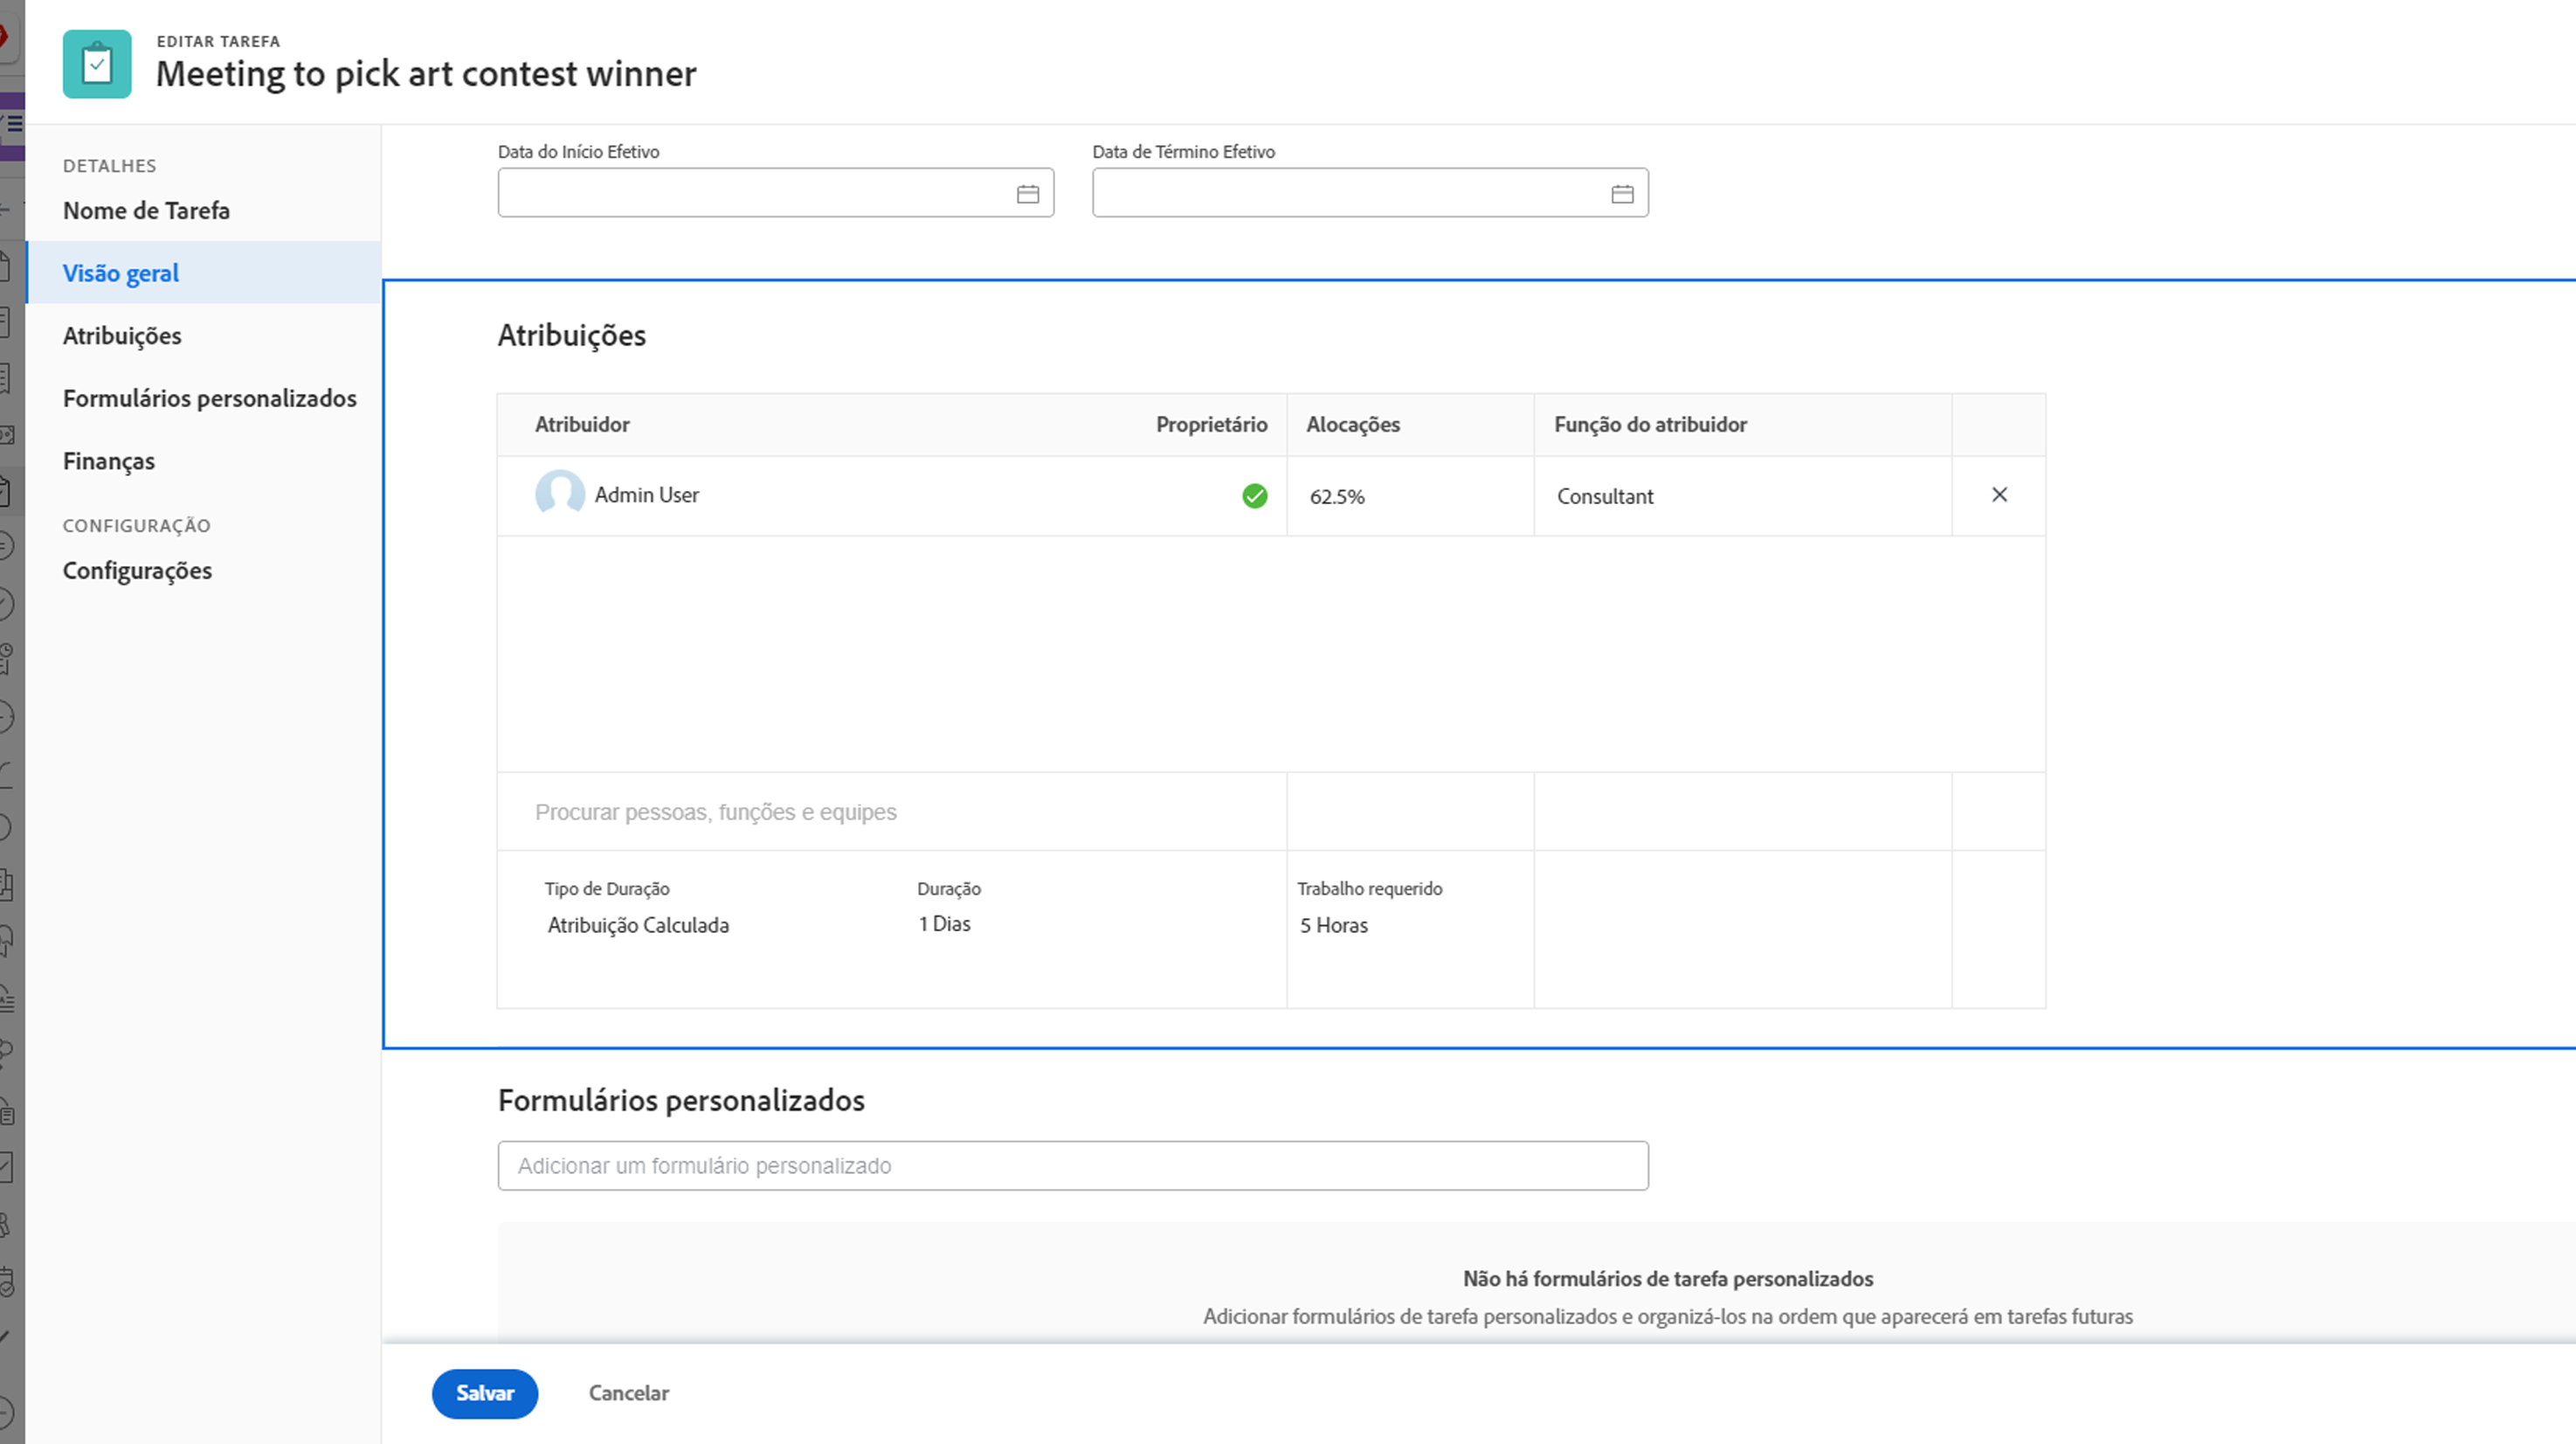 EDITAR TAREFA
Meeting to pick art contest winner
DETALHES
Nome de Tarefa
Visão geral
Atribuições
Formulários personalizados
Finanças
CONFIGURAÇÃO
Configurações
Data do Início Efetivo
Data de Término Efetivo
Atribuições
Atribuidor Proprietário Alocações Função do atribuidor
Admin User 62.5% Consultant
Procurar pessoas, funções e equipes
Tipo de Duração Duração Trabalho requerido
Atribuição Calculada 1 Dias 5 Horas
Formulários personalizados
Adicionar um formulário personalizado
Não há formulários de tarefa personalizados
Adicionar formulários de tarefa personalizados e organizá-los na ordem que aparecerá em tarefas futuras
Salvar Cancelar